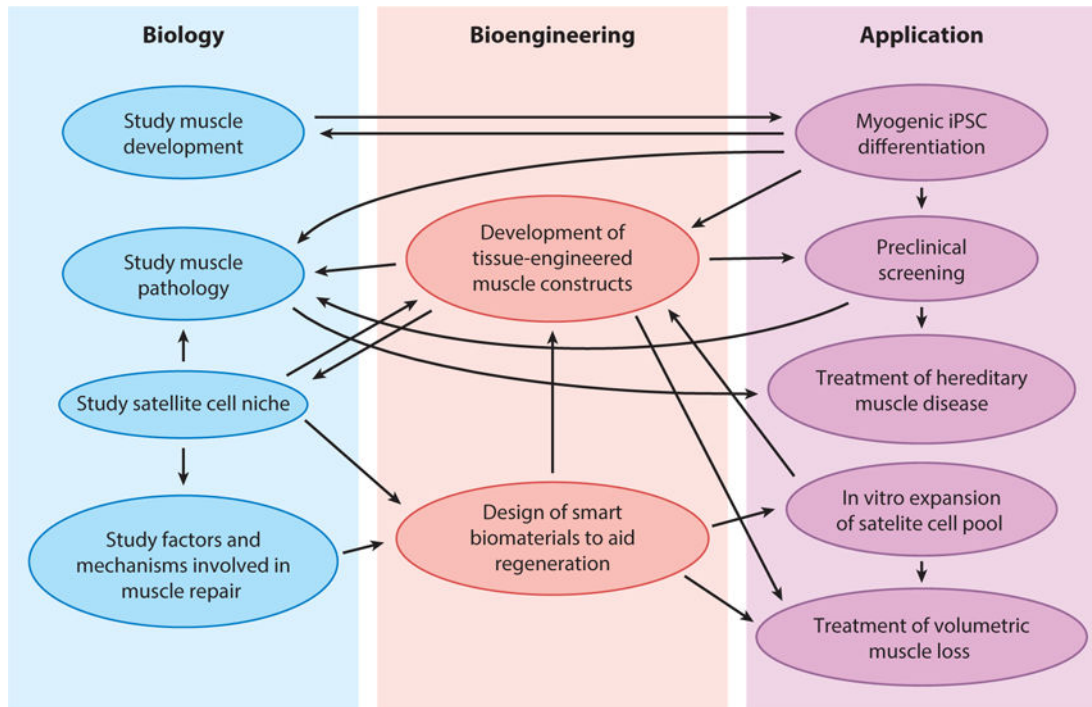 Biology
Study muscle
development
Study muscle
pathology
Study satellite cell niche
Study factors and
mechanisms involved in
muscle repair
Bioengineering
Development of
tissue-engineered
muscle constructs
Design of smart
biomaterials to aid
regeneration
Application
Myogenic iPSC
differentiation
Preclinical
screening
Treatment of hereditary
muscle disease
In vitro expansion
of satelite cell pool
Treatment of volumetric
muscle loss